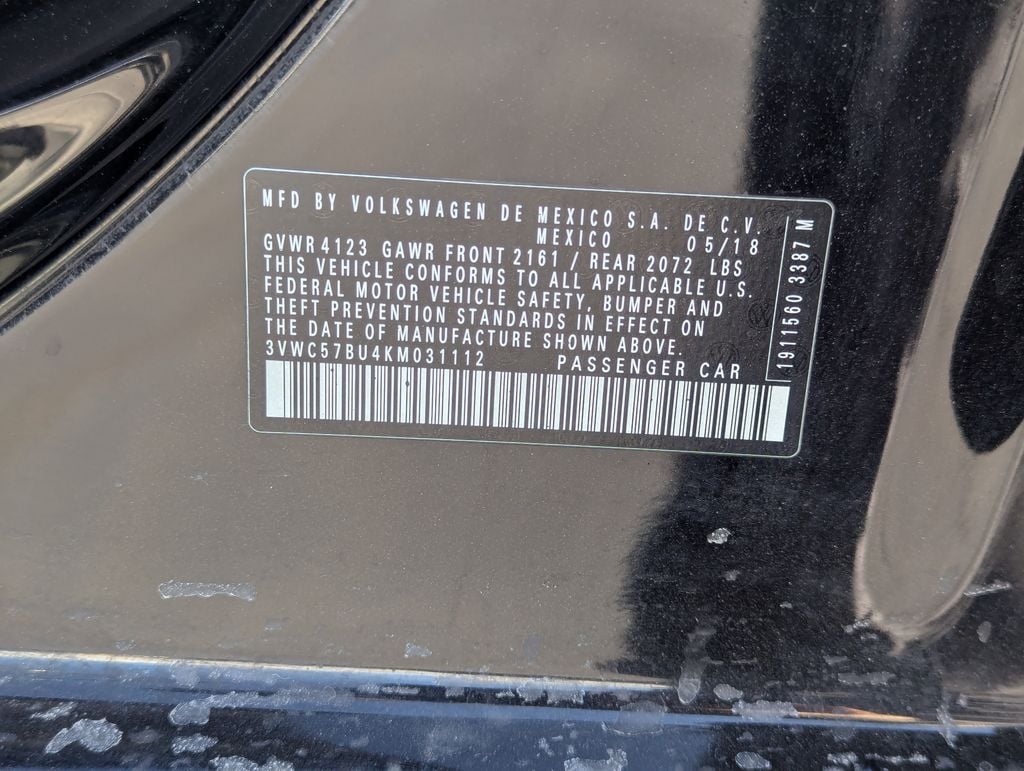 MFD BY VOLKSWAGEN DE MEXICO S.A. DE C.V.
MEXICO 05/18
GVWR 4123 GAWR FRONT 2161 / REAR 2072 LBS
THIS VEHICLE CONFORMS TO ALL APPLICABLE U.S.
FEDERAL MOTOR VEHICLE SAFETY, BUMPER AND
THEFT PREVENTION STANDARDS IN EFFECT ON
THE DATE OF MANUFACTURE SHOWN ABOVE.
3VWC57BU4KM031112 PASSENGER CAR
1911560 3387 M